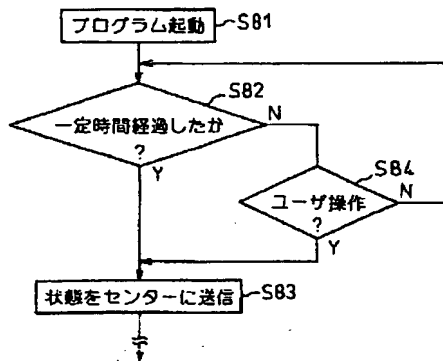 プログラム起動
S81
S82
一定時間経過したか
?
N
Y
S84
ユーザ操作
?
N
Y
状態をセンターに送信
S83